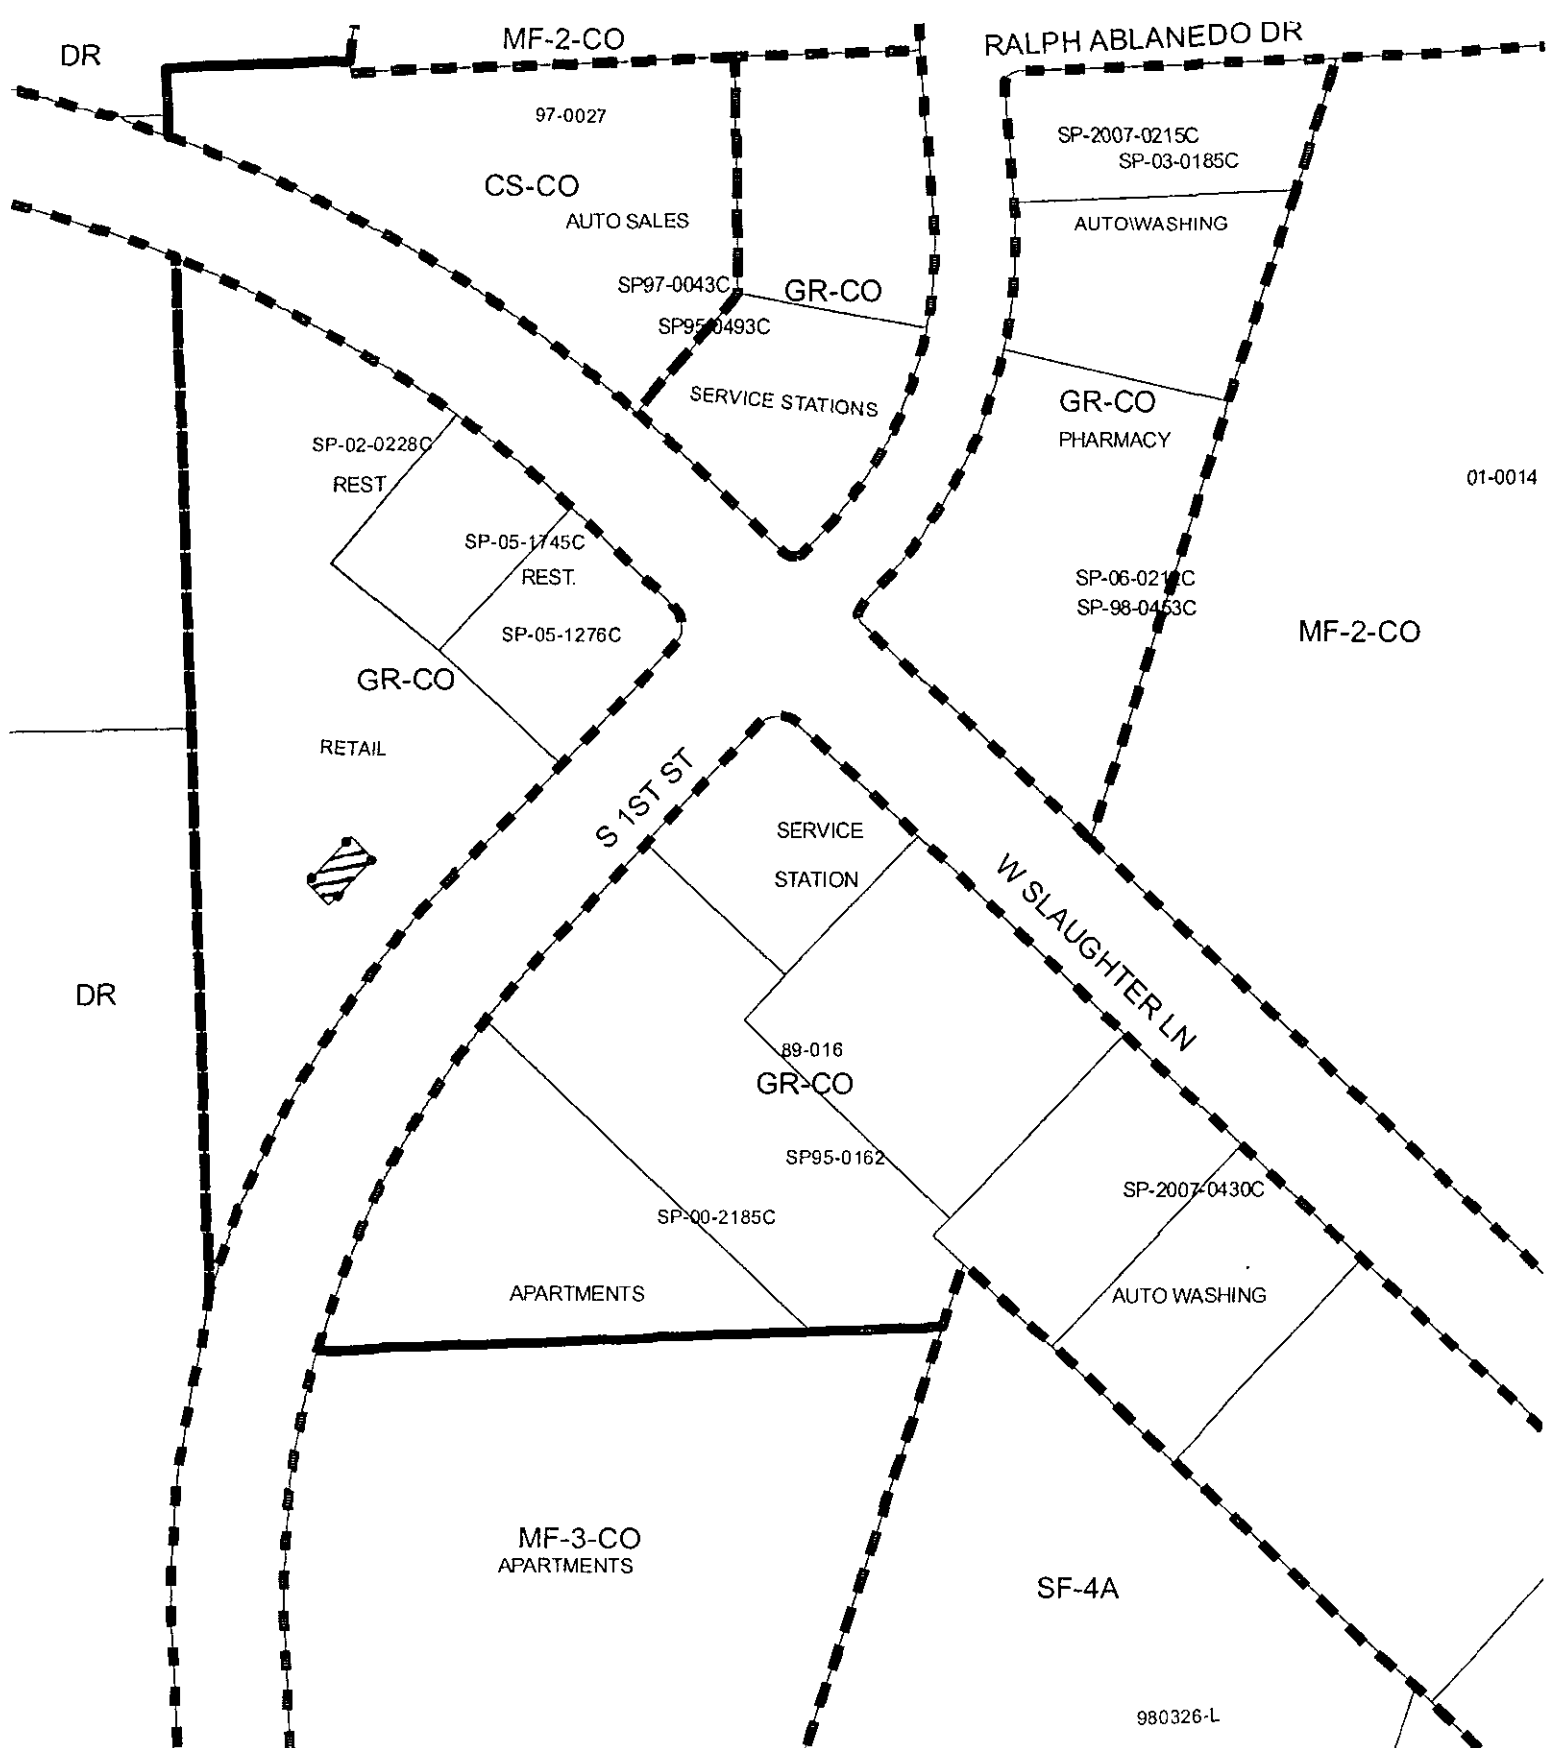 DR
MF-2-CO
RALPH ABLANEDO DR
97-0027
SP-2007-0215C
SP-03-0185C
CS-CO
AUTO SALES
AUTO WASHING
SP97-0043C
GR-CO
SP95-0493C
SERVICE STATIONS
GR-CO
PHARMACY
SP-02-0228C
REST.
01-0014
SP-05-1745C
REST.
SP-06-0212C
SP-98-0453C
SP-05-1276C
MF-2-CO
GR-CO
RETAIL
S 1ST ST
SERVICE
STATION
W SLAUGHTER LN
DR
89-016
GR-CO
SP95-0162
SP-2007-0430C
SP-00-2185C
APARTMENTS
AUTO WASHING
MF-3-CO
APARTMENTS
SF-4A
980326-L